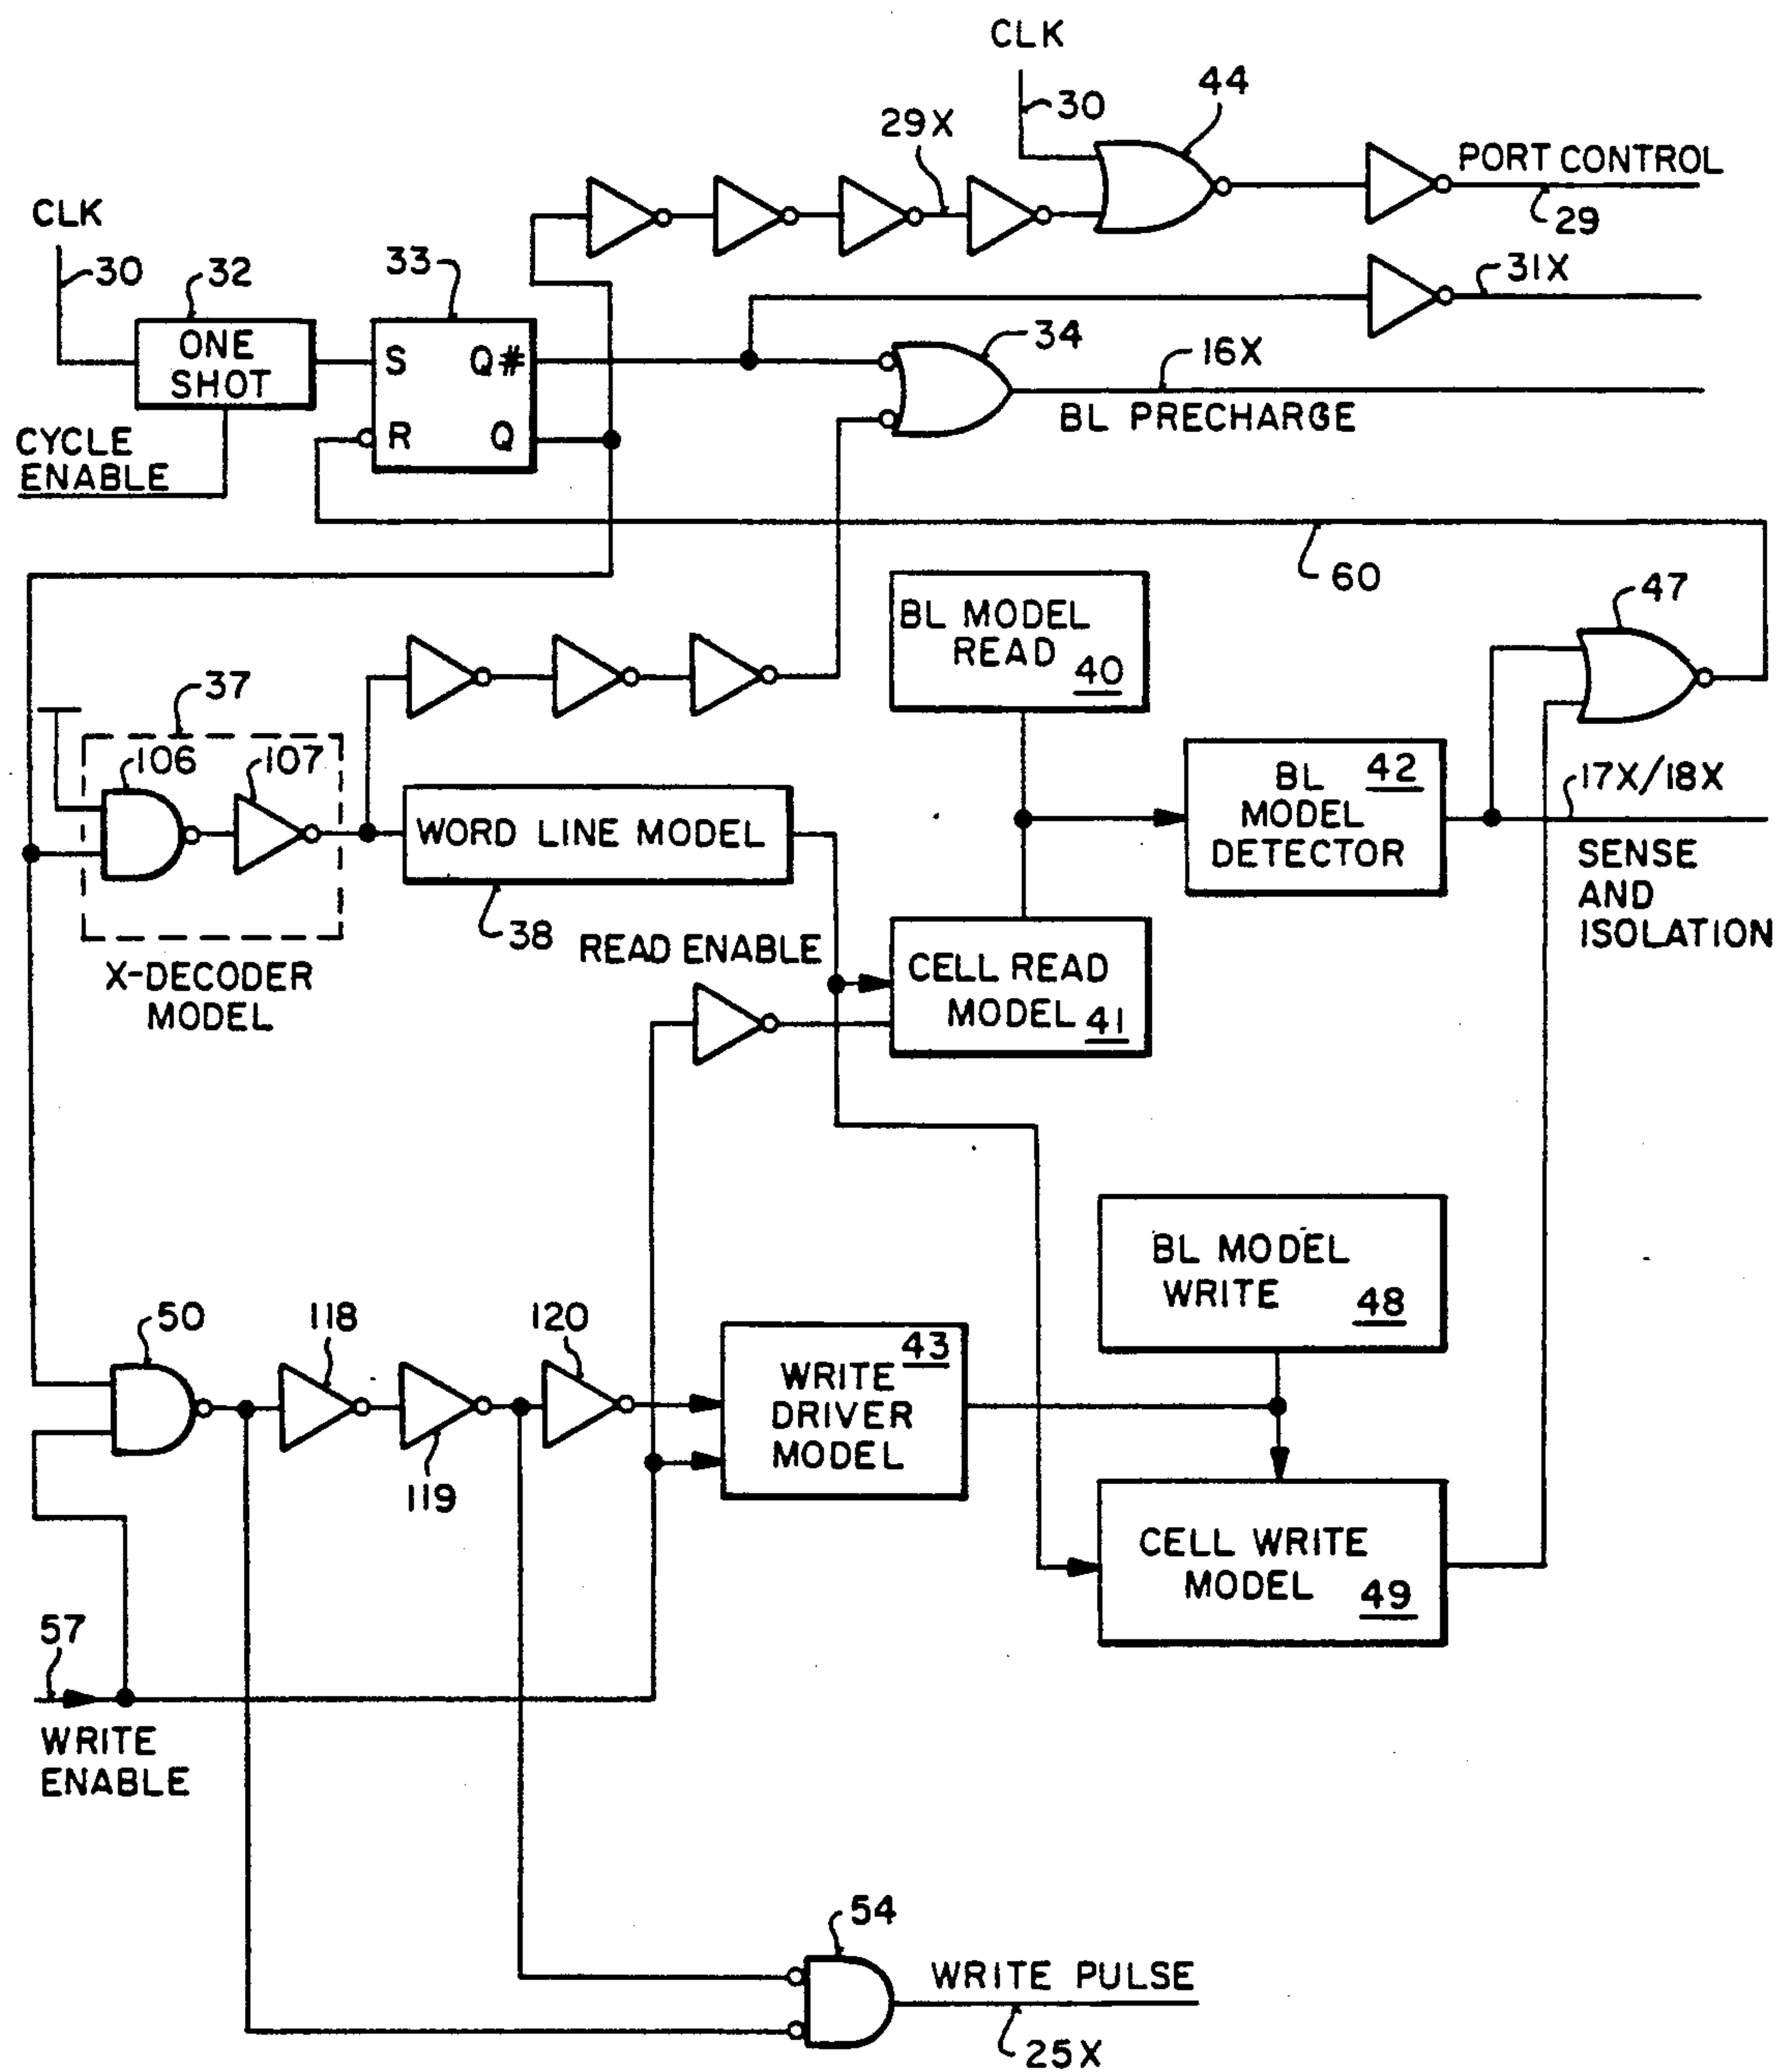 CLK
30
44
29X
PORT CONTROL
29
CLK
30
32
33
31X
ONE
SHOT
S
Q#
R
Q
34
16X
BL PRECHARGE
CYCLE
ENABLE
60
47
BL MODEL
READ
40
37
106
107
BL
MODEL
DETECTOR
42
17X/18X
SENSE
AND
ISOLATION
WORD LINE MODEL
38
READ ENABLE
X-DECODER
MODEL
CELL READ
MODEL
41
BL MODEL
WRITE
48
50
118
119
120
43
WRITE
DRIVER
MODEL
CELL WRITE
MODEL
49
57
WRITE
ENABLE
54
WRITE PULSE
25X